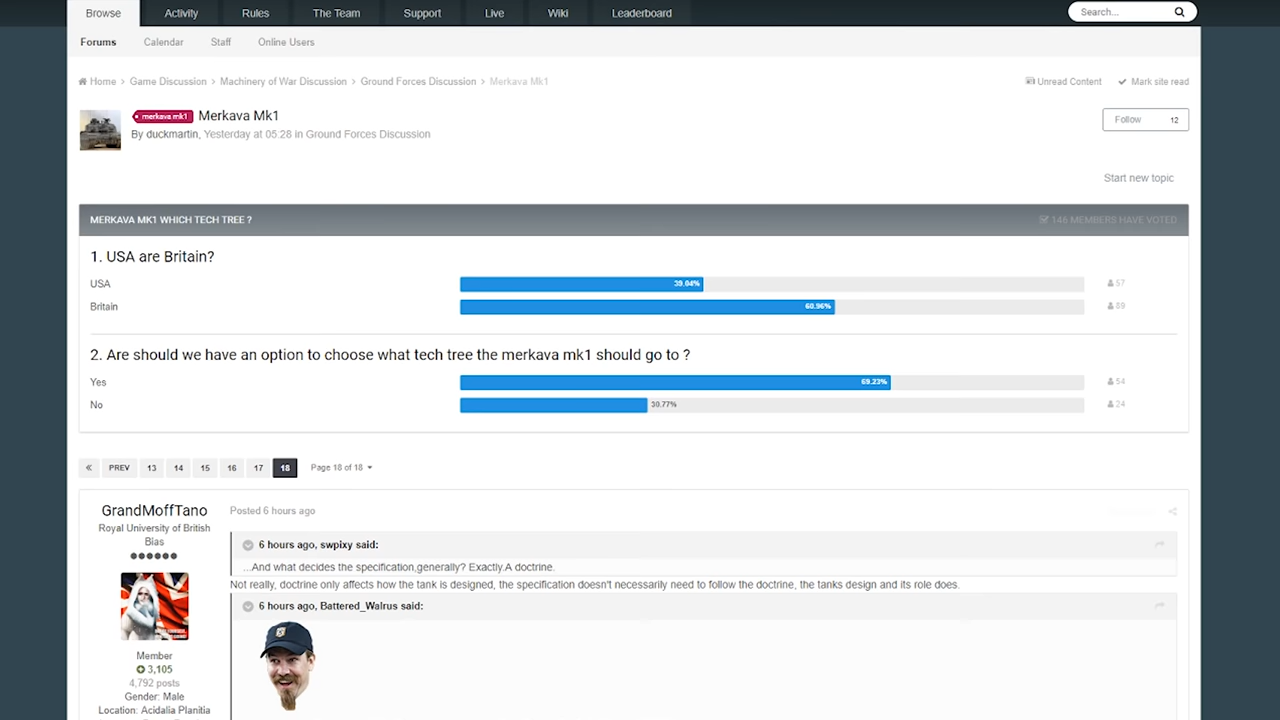 Browse Activity Rules The Team Support Live Wiki Leaderboard Search...
Forums Calendar Staff Online Users
Home > Game Discussion > Machinery of War Discussion > Ground Forces Discussion > Merkava Mk1 Unread Content Mark site read
merkava mk1 Merkava Mk1
By duckmartin, Yesterday at 05:28 in Ground Forces Discussion
Follow 12
Start new topic
MERKAVA MK1 WHICH TECH TREE ? 146 MEMBERS HAVE VOTED
1. USA are Britain?
USA 39.04% 57
Britain 60.96% 89
2. Are should we have an option to choose what tech tree the merkava mk1 should go to ?
Yes 69.23% 54
No 30.77% 24
« PREV 13 14 15 16 17 18 Page 18 of 18
GrandMoffTano
Royal University of British
Bias
Posted 6 hours ago
6 hours ago, swpixy said:
...And what decides the specification,generally? Exactly.A doctrine.
Not really, doctrine only affects how the tank is designed, the specification doesn't necessarily need to follow the doctrine, the tanks design and its role does.
6 hours ago, Battered_Walrus said:
Member
3,105
4,792 posts
Gender: Male
Location: Acidalia Planitia